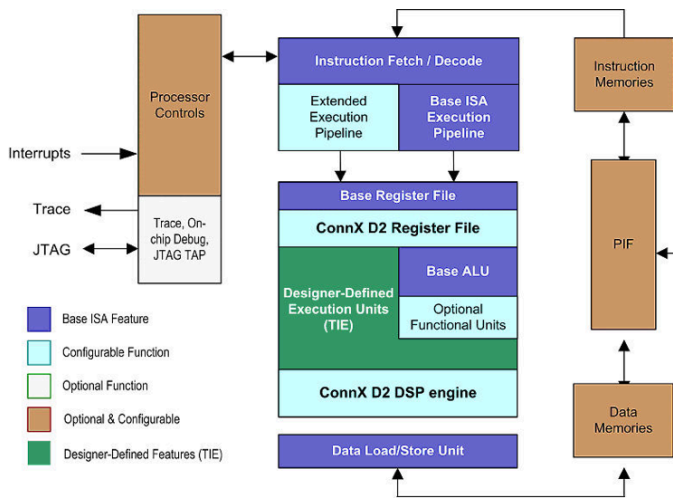 Instruction Fetch / Decode
Extended
Execution
Pipeline
Base ISA
Execution
Pipeline
Processor
Controls
Interrupts
Trace
JTAG
Trace, On-
chip Debug,
JTAG TAP
Base Register File
ConnX D2 Register File
Designer-Defined
Execution Units
(TIE)
Base ALU
Optional
Functional Units
ConnX D2 DSP engine
Data Load/Store Unit
Instruction
Memories
PIF
Data
Memories
Base ISA Feature
Configurable Function
Optional Function
Optional & Configurable
Designer-Defined Features (TIE)